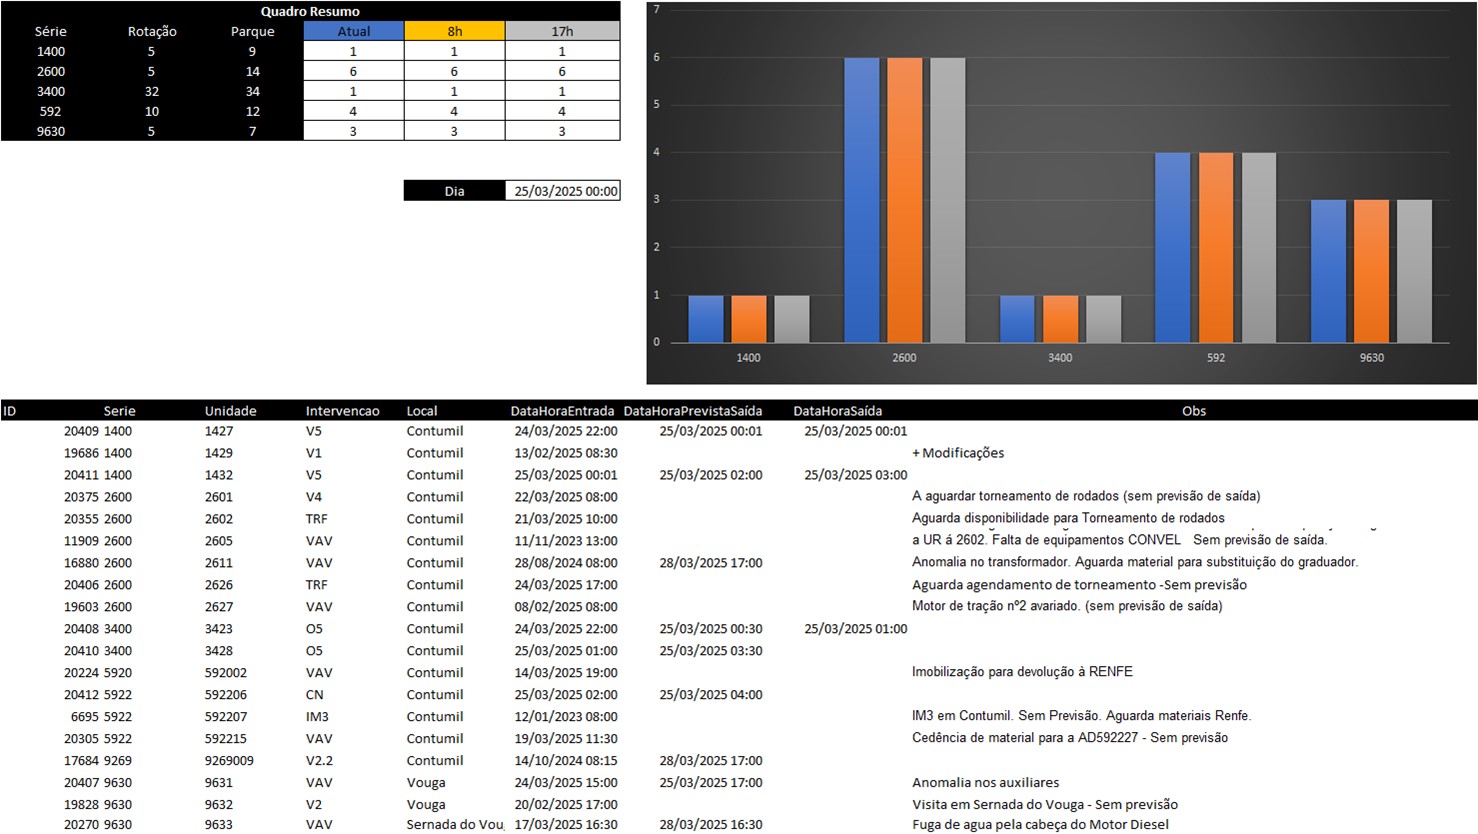 Quadro Resumo
Série Rotação Parque Atual 8h 17h
1400 5 9 1 1 1
2600 5 14 6 6 6
3400 32 34 1 1 1
592 10 12 4 4 4
9630 5 7 3 3 3
Dia 25/03/2025 00:00
7
6
5
4
3
2
1
0
1400 2600 3400 592 9630
ID Serie Unidade Intervencao Local DataHoraEntrada DataHoraPrevistaSaída DataHoraSaída Obs
20409 1400 1427 V5 Contumil 24/03/2025 22:00 25/03/2025 00:01 25/03/2025 00:01
19686 1400 1429 V1 Contumil 13/02/2025 08:30 + Modificações
20411 1400 1432 V5 Contumil 25/03/2025 00:01 25/03/2025 02:00 25/03/2025 03:00
20375 2600 2601 V4 Contumil 22/03/2025 08:00 A aguardar torneamento de rodados (sem previsão de saída)
20355 2600 2602 TRF Contumil 21/03/2025 10:00 Aguarda disponibilidade para Torneamento de rodados
11909 2600 2605 VAV Contumil 11/11/2023 13:00 a UR á 2602. Falta de equipamentos CONVEL Sem previsão de saída.
16880 2600 2611 VAV Contumil 28/08/2024 08:00 28/03/2025 17:00 Anomalia no transformador. Aguarda material para substituição do graduador.
20406 2600 2626 TRF Contumil 24/03/2025 17:00 Aguarda agendamento de torneamento -Sem previsão
19603 2600 2627 VAV Contumil 08/02/2025 08:00 Motor de tração nº2 avariado. (sem previsão de saída)
20408 3400 3423 O5 Contumil 24/03/2025 22:00 25/03/2025 00:30 25/03/2025 01:00
20410 3400 3428 O5 Contumil 25/03/2025 01:00 25/03/2025 03:30
20224 5920 592002 VAV Contumil 14/03/2025 19:00 Imobilização para devolução à RENFE
20412 5922 592206 CN Contumil 25/03/2025 02:00 25/03/2025 04:00
6695 5922 592207 IM3 Contumil 12/01/2023 08:00 IM3 em Contumil. Sem Previsão. Aguarda materiais Renfe.
20305 5922 592215 VAV Contumil 19/03/2025 11:30 Cedência de material para a AD592227 - Sem previsão
17684 9269 9269009 V2.2 Contumil 14/10/2024 08:15 28/03/2025 17:00
20407 9630 9631 VAV Vouga 24/03/2025 15:00 25/03/2025 17:00 Anomalia nos auxiliares
19828 9630 9632 V2 Vouga 20/02/2025 17:00 Visita em Sernada do Vouga - Sem previsão
20270 9630 9633 VAV Sernada do Vou 17/03/2025 16:30 28/03/2025 16:30 Fuga de agua pela cabeça do Motor Diesel